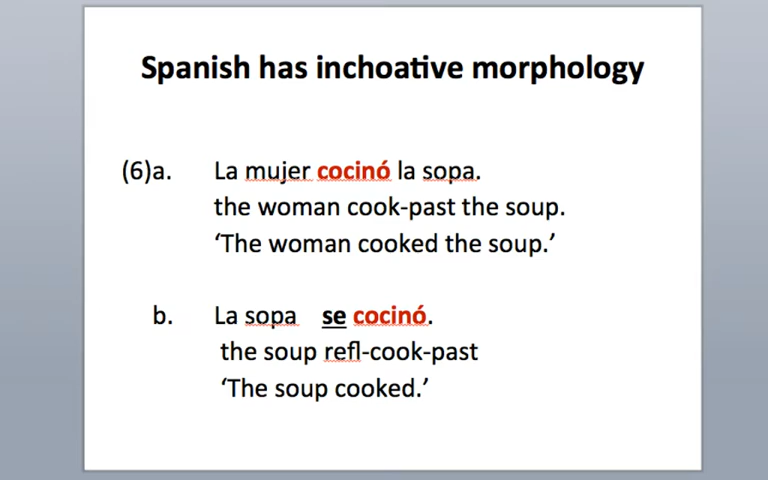 Spanish has inchoative morphology
(6)a. La mujer cocinó la sopa.
the woman cook-past the soup.
‘The woman cooked the soup.’
b. La sopa se cocinó.
the soup refl-cook-past
‘The soup cooked.’